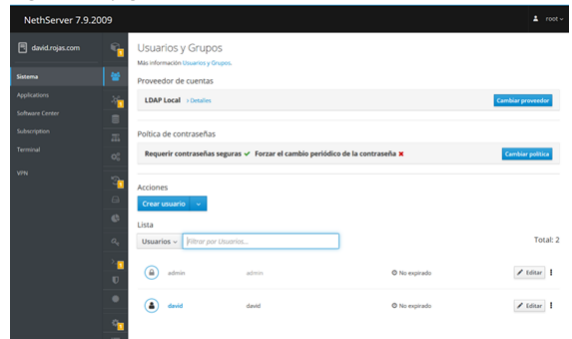 NethServer 7.9.2009
root
david.rojas.com
Sistema
Applications
Software Center
Subscription
Terminal
VPN
Usuarios y Grupos
Más información Usuarios y Grupos.
Proveedor de cuentas
LDAP Local > Detalles
Cambiar proveedor
Política de contraseñas
Requerir contraseñas seguras ✔ Forzar el cambio periódico de la contraseña ✖
Cambiar política
Acciones
Crear usuario
Lista
Usuarios
Filtrar por Usuarios...
Total: 2
admin admin No expirado Editar
david david No expirado Editar